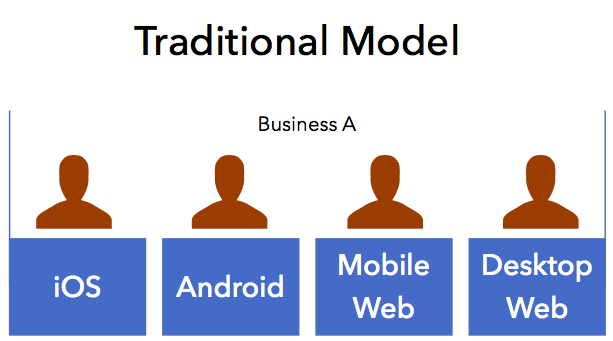 Traditional Model
Business A
iOS
Android
Mobile
Web
Desktop
Web